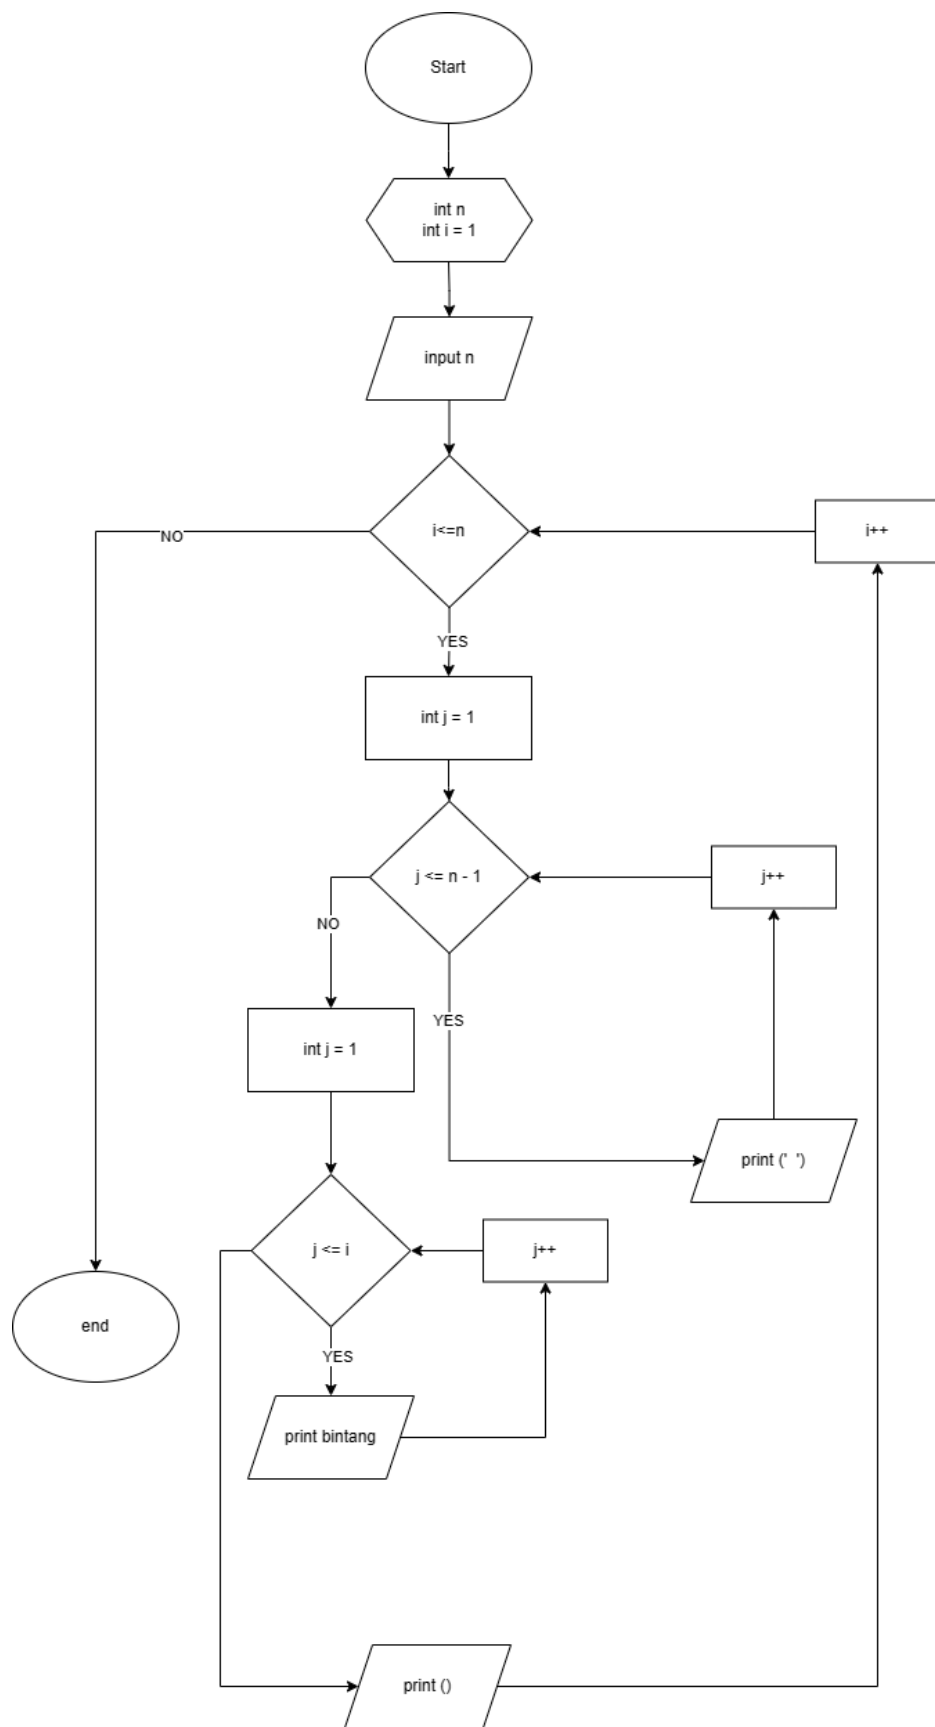 Start
int n
int i = 1
input n
i<=n
i++
NO
YES
int j = 1
j <= n - 1
j++
NO
YES
int j = 1
print ('  ')
j <= i
j++
end
YES
print bintang
print ()